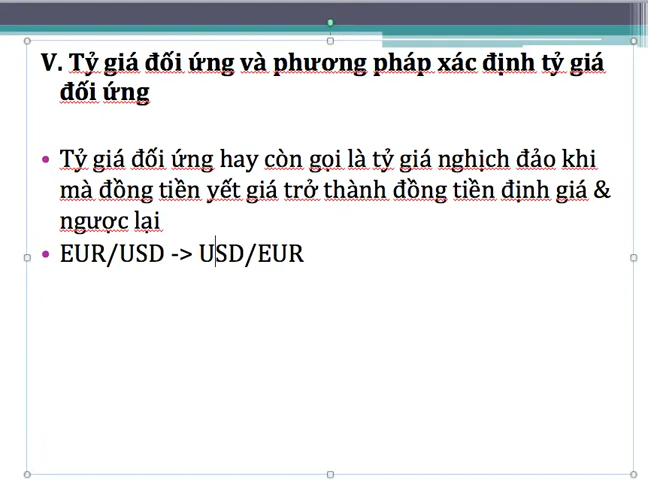 V. Tỷ giá đối ứng và phương pháp xác định tỷ giá
đối ứng
• Tỷ giá đối ứng hay còn gọi là tỷ giá nghịch đảo khi
mà đồng tiền yết giá trở thành đồng tiền định giá &
ngược lại
• EUR/USD -> USD/EUR